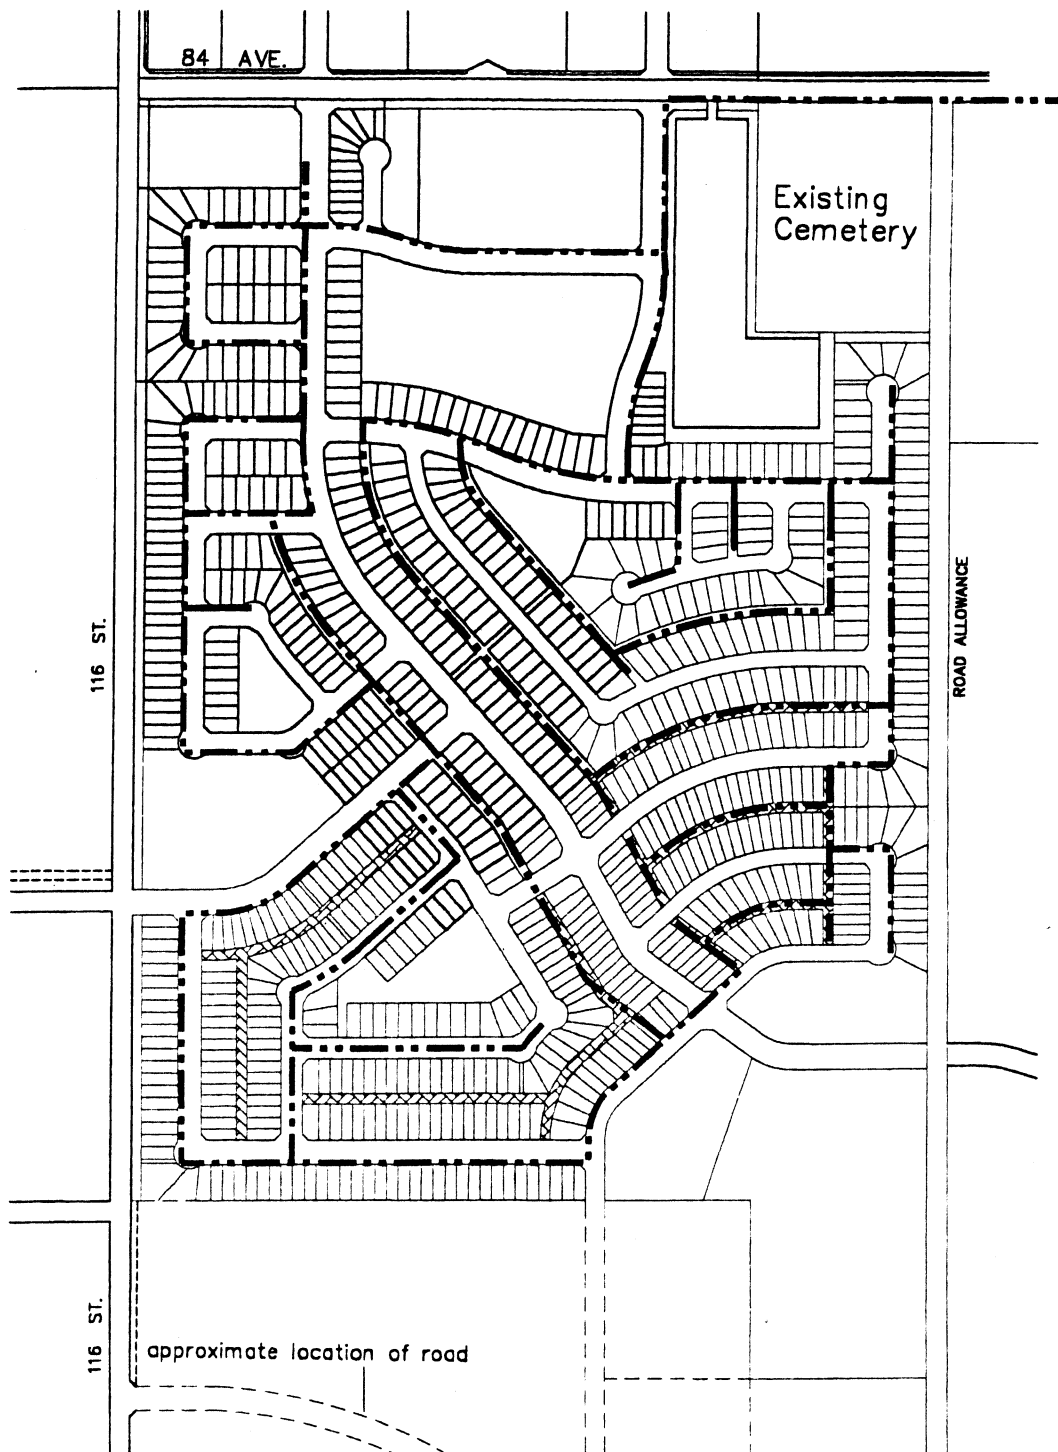 84 AVE.
Existing
Cemetery
116 ST.
ROAD ALLOWANCE
116 ST.
approximate location of road